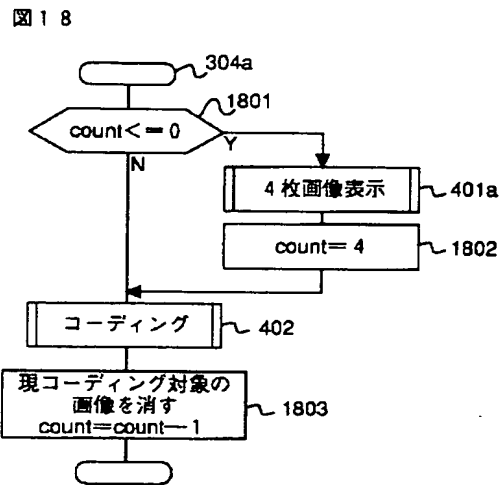 図18
304a
1801
count<=0
Y
N
4枚画像表示
401a
count=4
1802
コーディング
402
現コーディング対象の
画像を消す
count=count-1
1803